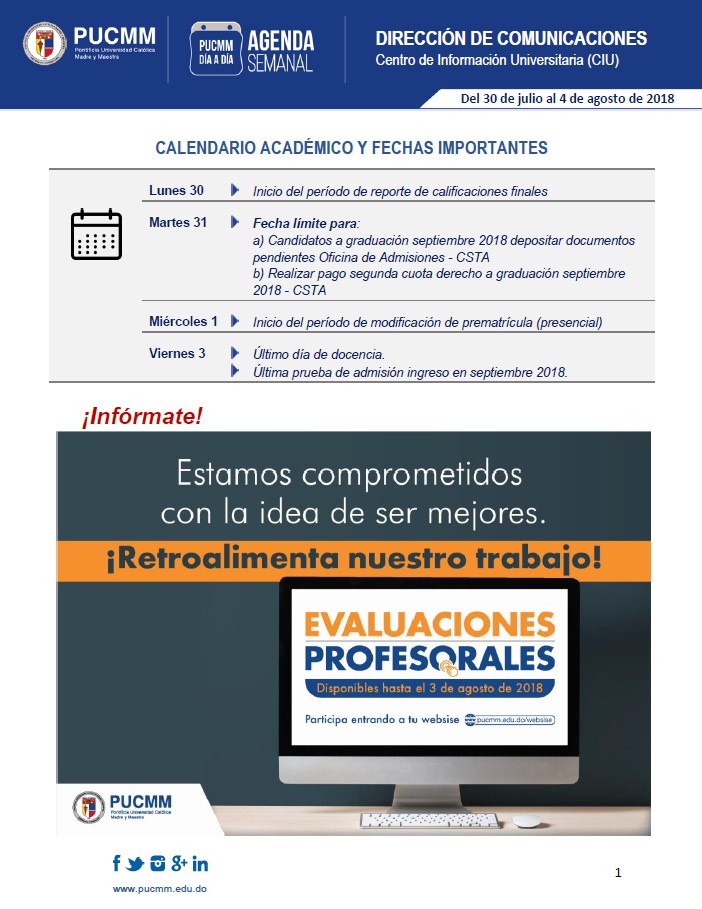 PUCMM
Pontificia Universidad Católica
Madre y Maestra
PUCMM
DÍA A DÍA
AGENDA
SEMANAL
DIRECCIÓN DE COMUNICACIONES
Centro de Información Universitaria (CIU)
Del 30 de julio al 4 de agosto de 2018
CALENDARIO ACADÉMICO Y FECHAS IMPORTANTES
Lunes 30 Inicio del período de reporte de calificaciones finales
Martes 31 Fecha límite para:
a) Candidatos a graduación septiembre 2018 depositar documentos
pendientes Oficina de Admisiones - CSTA
b) Realizar pago segunda cuota derecho a graduación septiembre
2018 - CSTA
Miércoles 1 Inicio del período de modificación de prematrícula (presencial)
Viernes 3 Último día de docencia.
Última prueba de admisión ingreso en septiembre 2018.
¡Infórmate!
Estamos comprometidos
con la idea de ser mejores.
¡Retroalimenta nuestro trabajo!
EVALUACIONES
PROFESORALES
Disponibles hasta el 3 de agosto de 2018
Participa entrando a tu websise pucmm.edu.do/websise
PUCMM
Pontificia Universidad Católica
Madre y Maestra
www.pucmm.edu.do
1